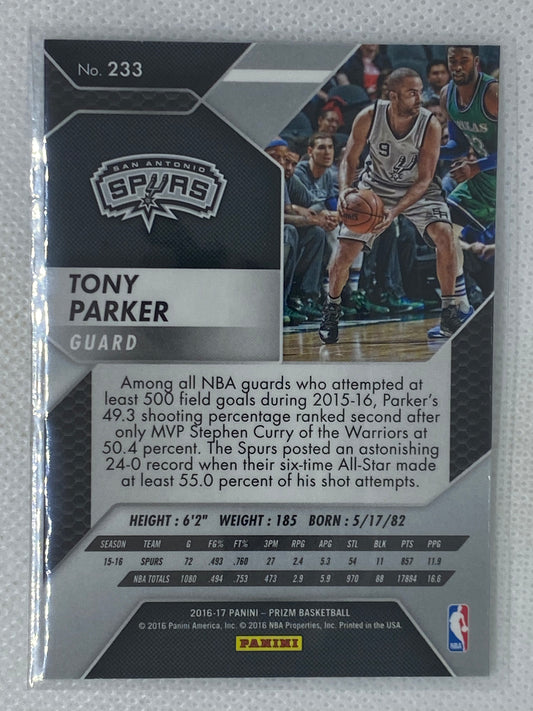 No. 233
SAN ANTONIO
SPURS
9
TONY
PARKER
GUARD
Among all NBA guards who attempted at
least 500 field goals during 2015-16, Parker's
49.3 shooting percentage ranked second after
only MVP Stephen Curry of the Warriors at
50.4 percent. The Spurs posted an astonishing
24-0 record when their six-time All-Star made
at least 55.0 percent of his shot attempts.
HEIGHT : 6'2" WEIGHT : 185 BORN : 5/17/82
SEASON TEAM G FG% FT% 3PM RPG APG STL BLK PTS PPG
15-16 SPURS 72 .493 .760 27 2.4 5.3 54 11 857 11.9
NBA TOTALS 1080 .494 .753 473 2.9 5.9 970 88 17884 16.6
2016-17 PANINI – PRIZM BASKETBALL
© 2016 Panini America, Inc. © 2016 NBA Properties, Inc. Printed in the USA.
PANINI
NBA